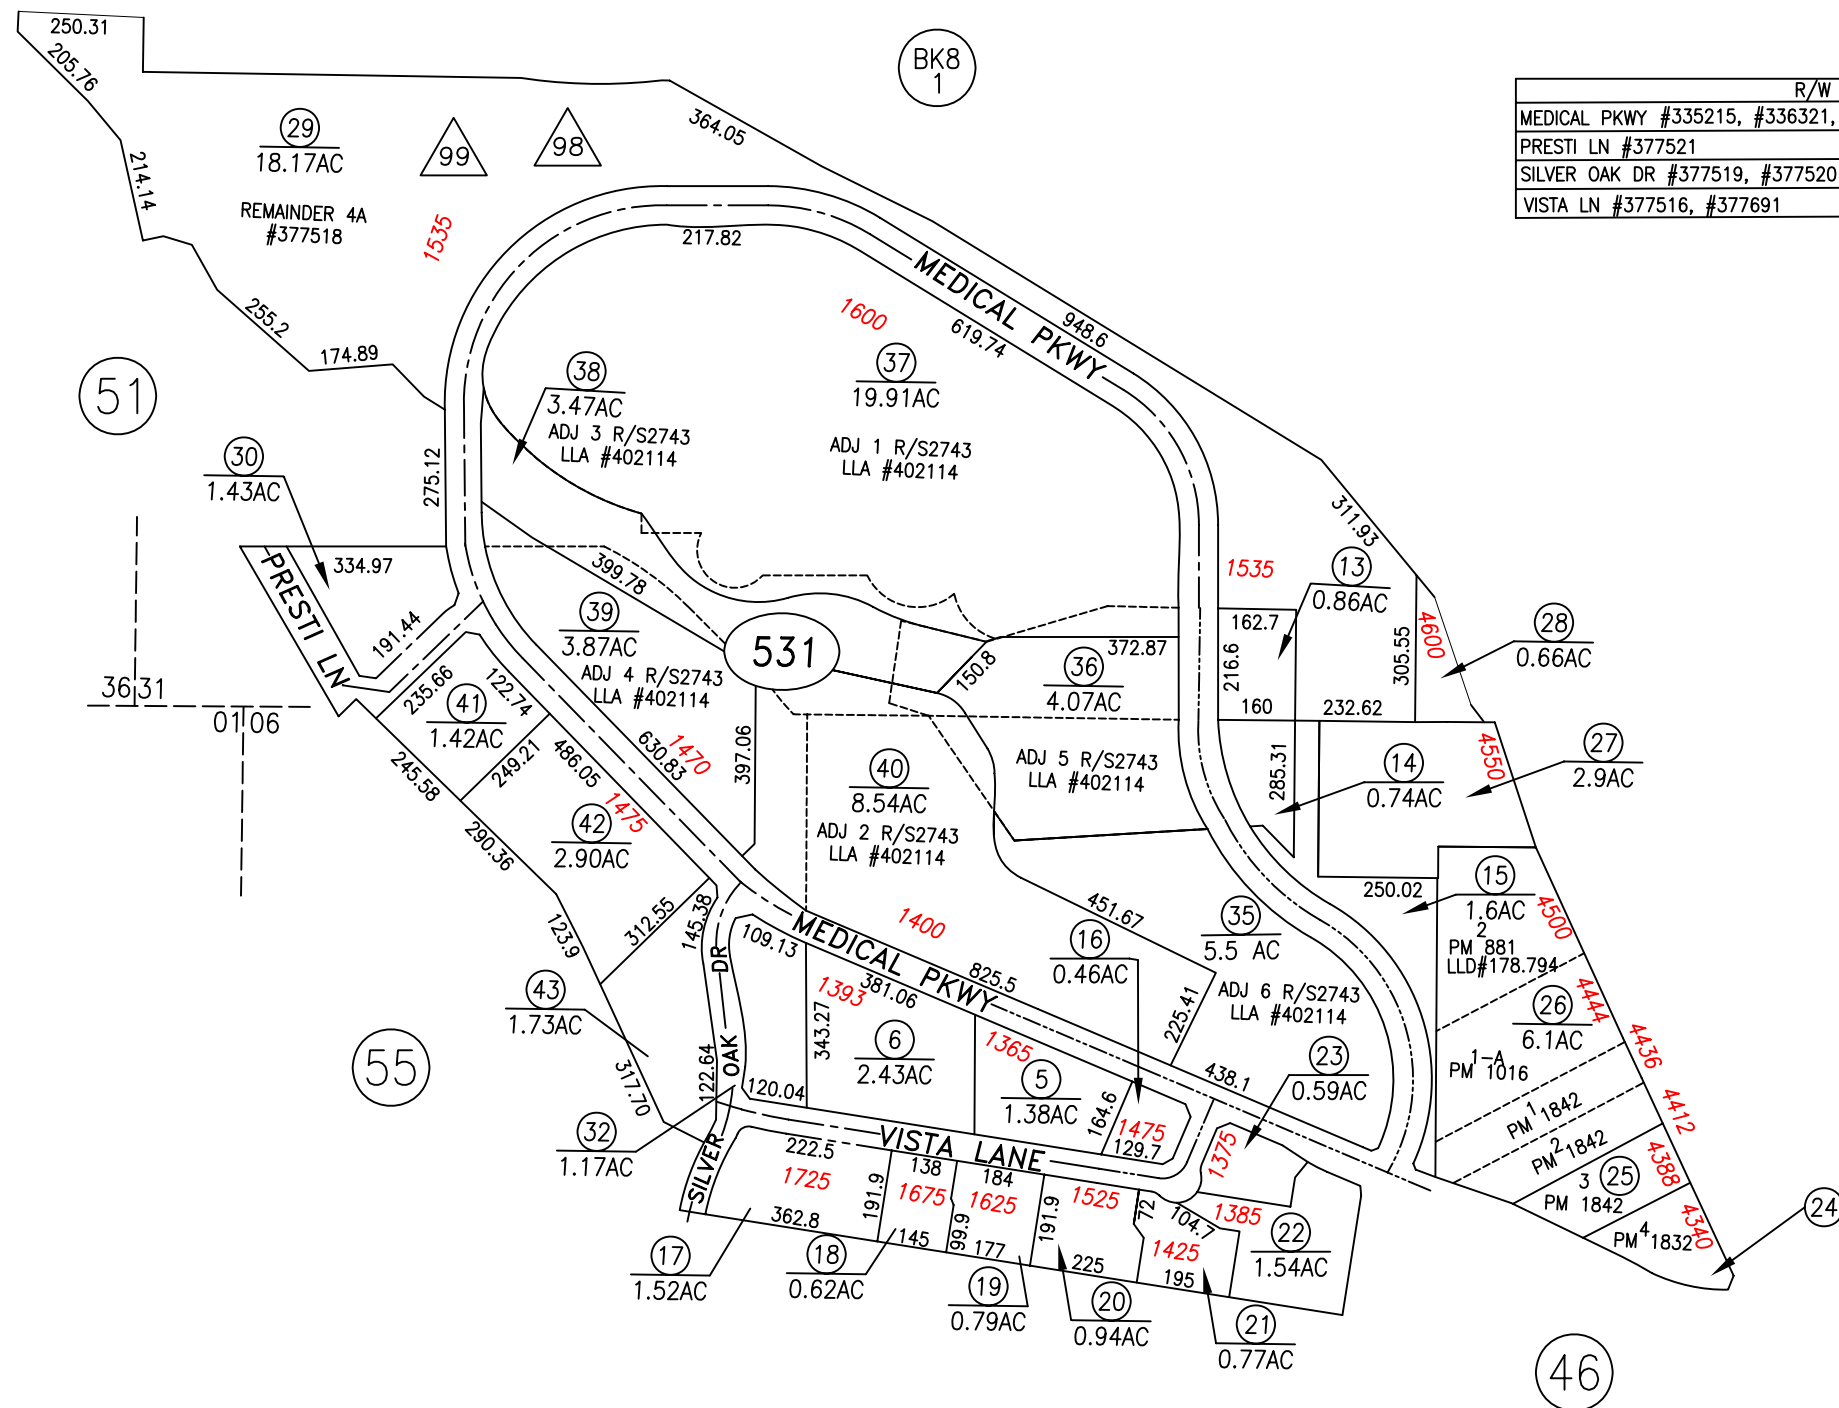 250.31
205.76
214.14
29
18.17AC
REMAINDER 4A
#377518
99
98
1535
BK8
1
364.05
R/W
MEDICAL PKWY #335215, #336321,
PRESTI LN #377521
SILVER OAK DR #377519, #377520
VISTA LN #377516, #377691
255.2
174.89
217.82
MEDICAL PKWY
948.6
619.74
1600
37
19.91AC
ADJ 1 R/S2743
LLA #402114
38
3.47AC
ADJ 3 R/S2743
LLA #402114
51
30
1.43AC
275.12
334.97
PRESTI LN
191.44
399.78
39
3.87AC
ADJ 4 R/S2743
LLA #402114
531
311.93
1535
13
0.86AC
162.7
216.6
160
305.55
232.62
4600
28
0.66AC
372.87
150.8
36
4.07AC
36
31
01
06
235.66
122.74
41
1.42AC
249.21
486.05
630.83
1470
397.06
1475
245.58
290.36
42
2.90AC
40
8.54AC
ADJ 2 R/S2743
LLA #402114
ADJ 5 R/S2743
LLA #402114
285.31
14
0.74AC
4550
27
2.9AC
250.02
15
1.6AC
2
PM 881
LLD#178.794
4500
123.9
312.55
145.38
109.13
MEDICAL PKWY
1400
825.5
381.06
451.67
16
0.46AC
35
5.5 AC
ADJ 6 R/S2743
LLA #402114
225.41
43
1.73AC
1393
343.27
6
2.43AC
1365
5
1.38AC
164.6
1475
129.7
438.1
23
0.59AC
26
6.1AC
4444
4436
1-A
PM 1016
1
PM 1842
4412
2
PM 1842
3
PM 1842
25
4388
4
PM 1832
4340
24
55
317.70
122.64
SILVER OAK DR
120.04
32
1.17AC
VISTA LANE
222.5
1725
362.8
191.9
138
1675
145
184
1625
99.9
177
191.9
1525
225
72
104.7
1425
195
1375
1385
22
1.54AC
17
1.52AC
18
0.62AC
19
0.79AC
20
0.94AC
21
0.77AC
46